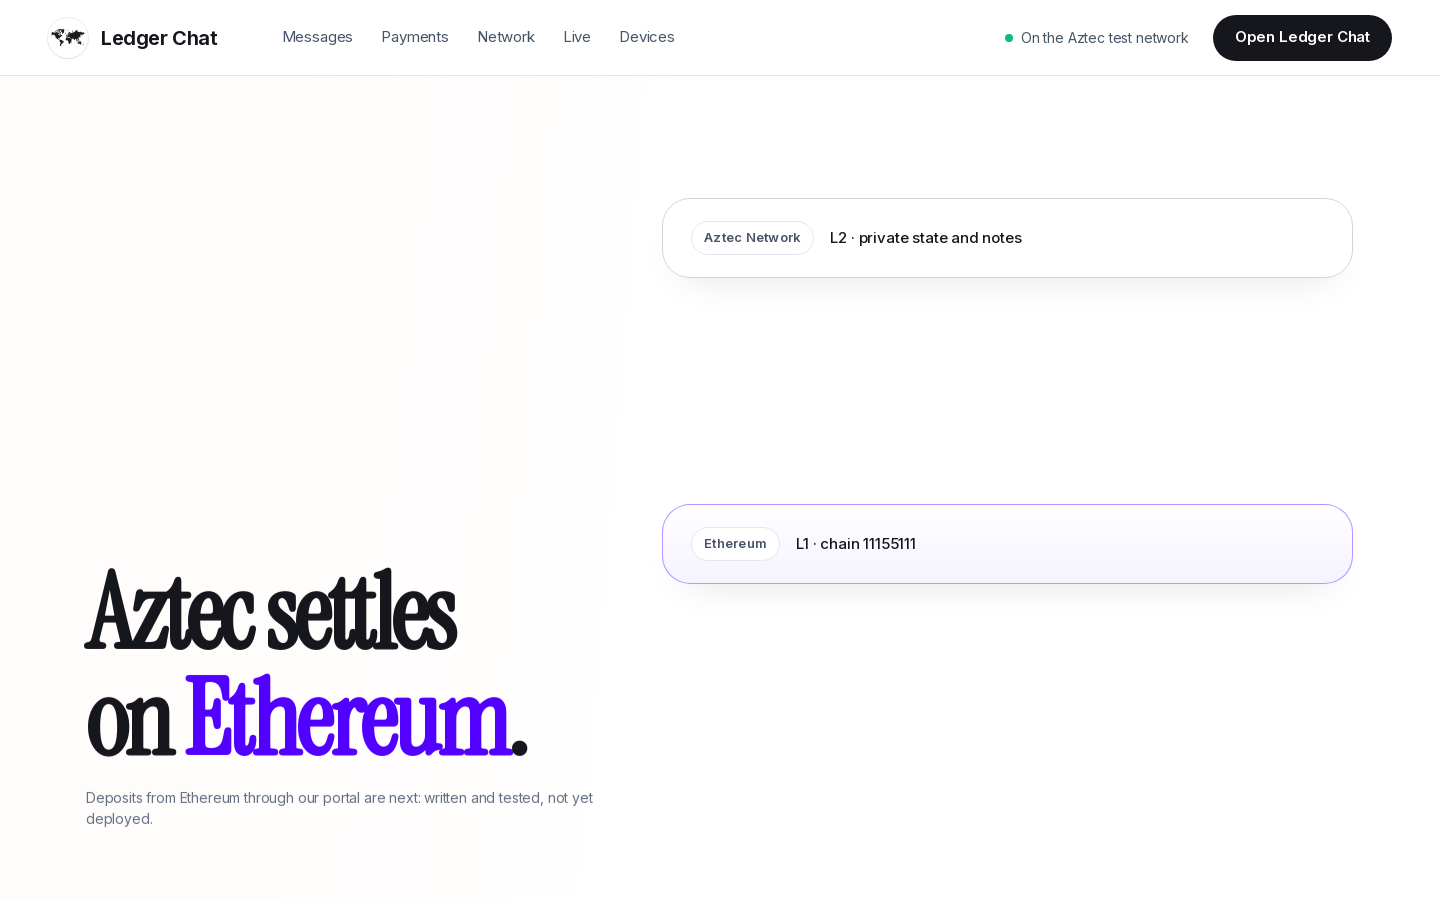 Ledger Chat
Messages
Payments
Network
Live
Devices
On the Aztec test network
Open Ledger Chat
Aztec Network
L2 · private state and notes
Ethereum
L1 · chain 11155111
Aztec settles
on Ethereum.
Deposits from Ethereum through our portal are next: written and tested, not yet
deployed.